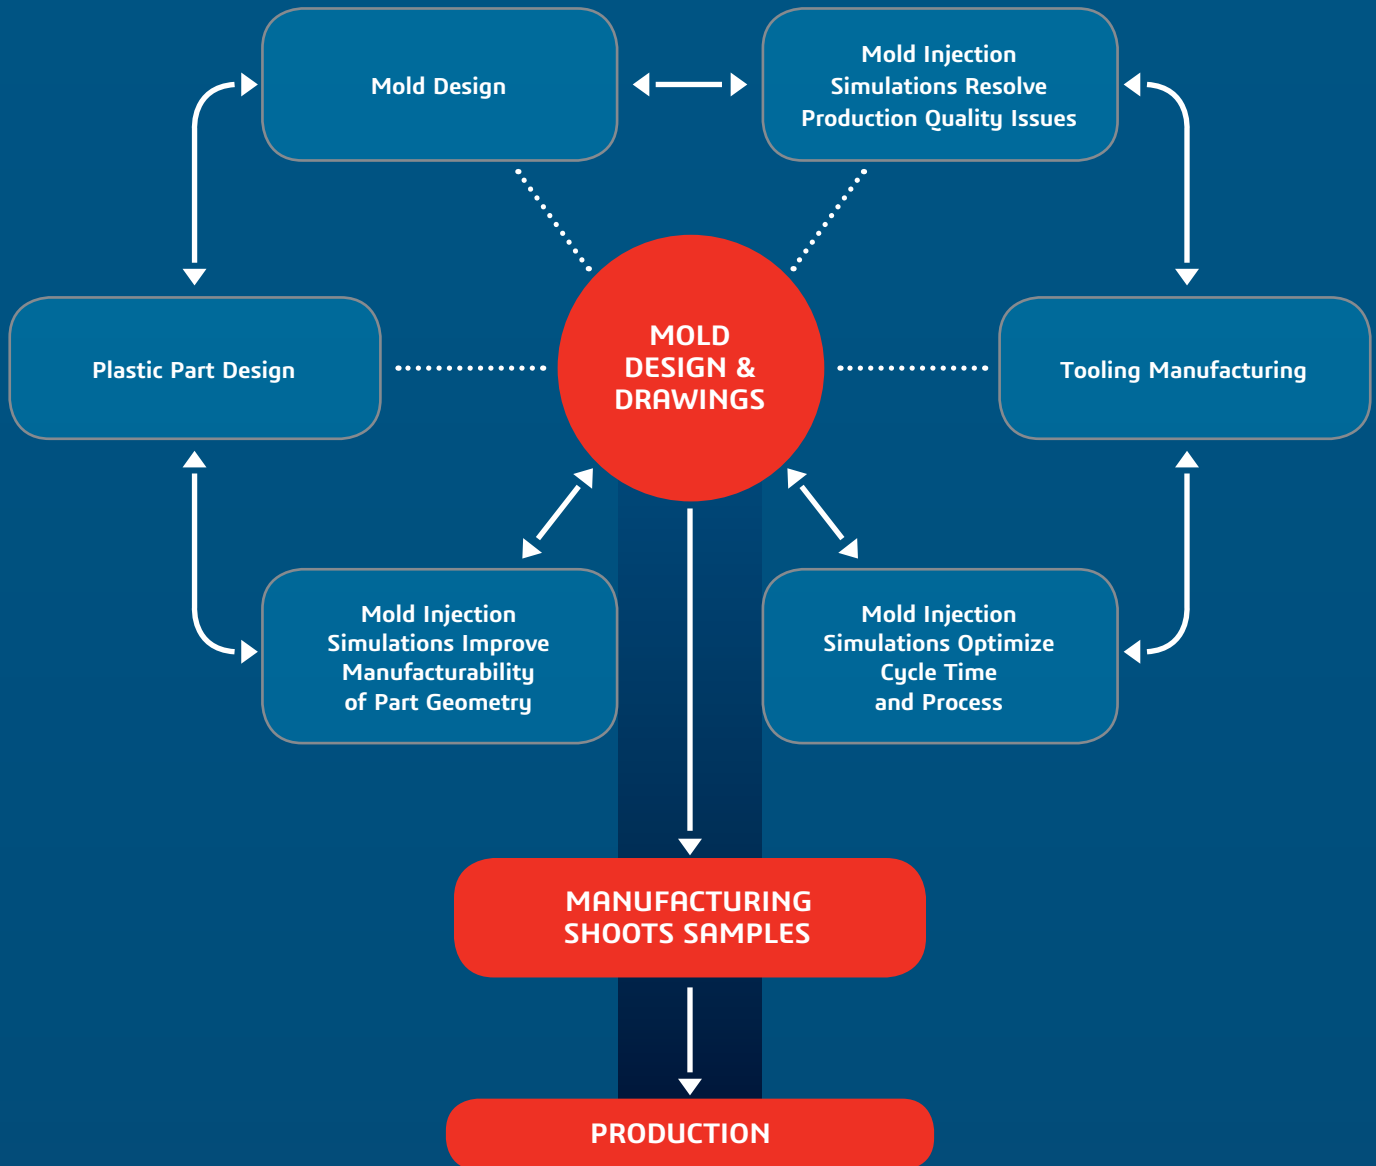 Mold Design
Mold Injection
Simulations Resolve
Production Quality Issues
Plastic Part Design
MOLD
DESIGN &
DRAWINGS
Tooling Manufacturing
Mold Injection
Simulations Improve
Manufacturability
of Part Geometry
Mold Injection
Simulations Optimize
Cycle Time
and Process
MANUFACTURING
SHOOTS SAMPLES
PRODUCTION